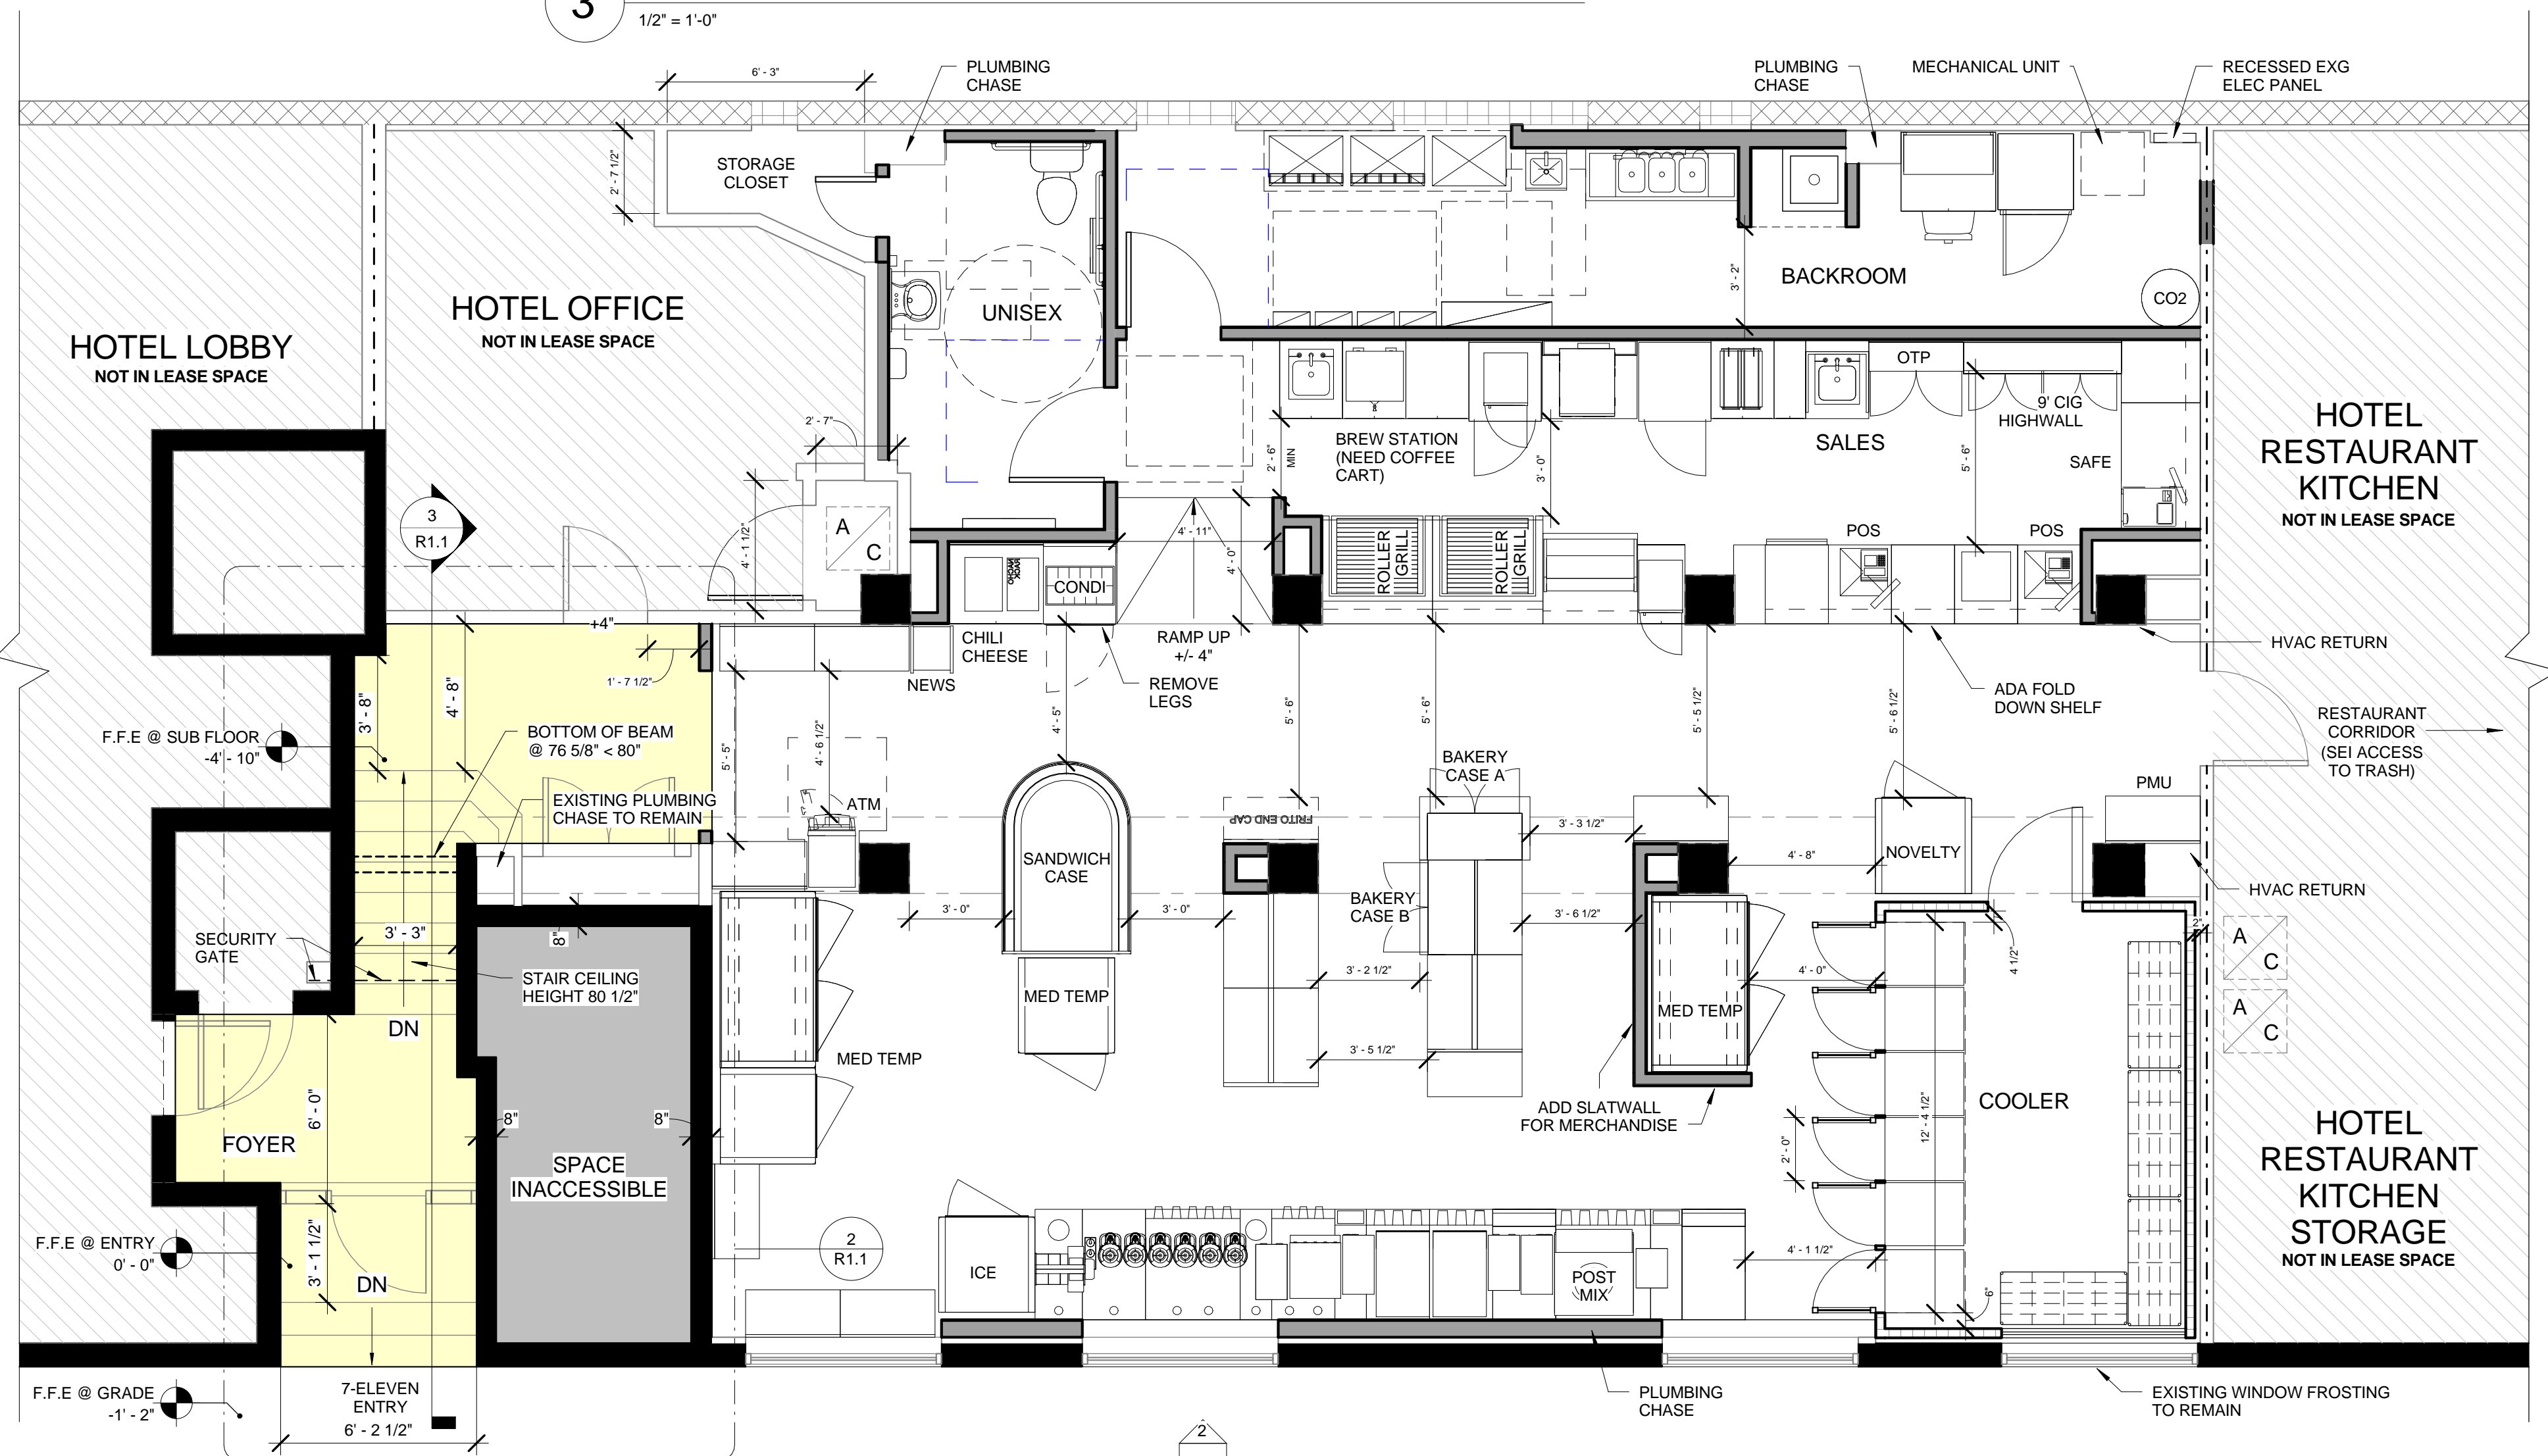 3
1/2" = 1'-0"
6' - 3"
PLUMBING
CHASE
PLUMBING
CHASE
MECHANICAL UNIT
RECESSED EXG
ELEC PANEL
2' - 7 1/2"
STORAGE
CLOSET
HOTEL LOBBY
NOT IN LEASE SPACE
HOTEL OFFICE
NOT IN LEASE SPACE
UNISEX
3' - 2"
BACKROOM
CO2
OTP
9' CIG
HIGHWALL
2' - 7"
BREW STATION
(NEED COFFEE
CART)
2' - 6"
MIN
3' - 0"
SALES
5' - 6"
SAFE
HOTEL
RESTAURANT
KITCHEN
NOT IN LEASE SPACE
3
R1.1
4' - 1 1/2"
A
C
4' - 11"
4' - 0"
ROLLER
GRILL
ROLLER
GRILL
POS
POS
CONDI
CHILI
CHEESE
NEWS
RAMP UP
+/- 4"
REMOVE
LEGS
HVAC RETURN
ADA FOLD
DOWN SHELF
RESTAURANT
CORRIDOR
(SEI ACCESS
TO TRASH)
+4"
1' - 7 1/2"
3' - 8"
4' - 8"
F.F.E @ SUB FLOOR
-4' - 10"
BOTTOM OF BEAM
@ 76 5/8" < 80"
EXISTING PLUMBING
CHASE TO REMAIN
5' - 5"
4' - 6 1/2"
4' - 5"
5' - 6"
5' - 6"
5' - 5 1/2"
5' - 6 1/2"
ATM
BAKERY
CASE A
FRITO END CAP
3' - 3 1/2"
PMU
SANDWICH
CASE
4' - 8"
NOVELTY
BAKERY
CASE B
HVAC RETURN
3' - 0"
3' - 0"
3' - 6 1/2"
2"
A
C
A
C
SECURITY
GATE
3' - 3"
8"
STAIR CEILING
HEIGHT 80 1/2"
4 1/2"
3' - 2 1/2"
4' - 0"
MED TEMP
MED TEMP
MED TEMP
DN
3' - 5 1/2"
6' - 0"
8"
8"
FOYER
ADD SLATWALL
FOR MERCHANDISE
2' - 0"
12' - 4 1/2"
COOLER
SPACE
INACCESSIBLE
HOTEL
RESTAURANT
KITCHEN
STORAGE
NOT IN LEASE SPACE
F.F.E @ ENTRY
0' - 0"
3' - 1 1/2"
DN
2
R1.1
ICE
POST
MIX
4' - 1 1/2"
6"
F.F.E @ GRADE
-1' - 2"
7-ELEVEN
ENTRY
6' - 2 1/2"
PLUMBING
CHASE
EXISTING WINDOW FROSTING
TO REMAIN
2